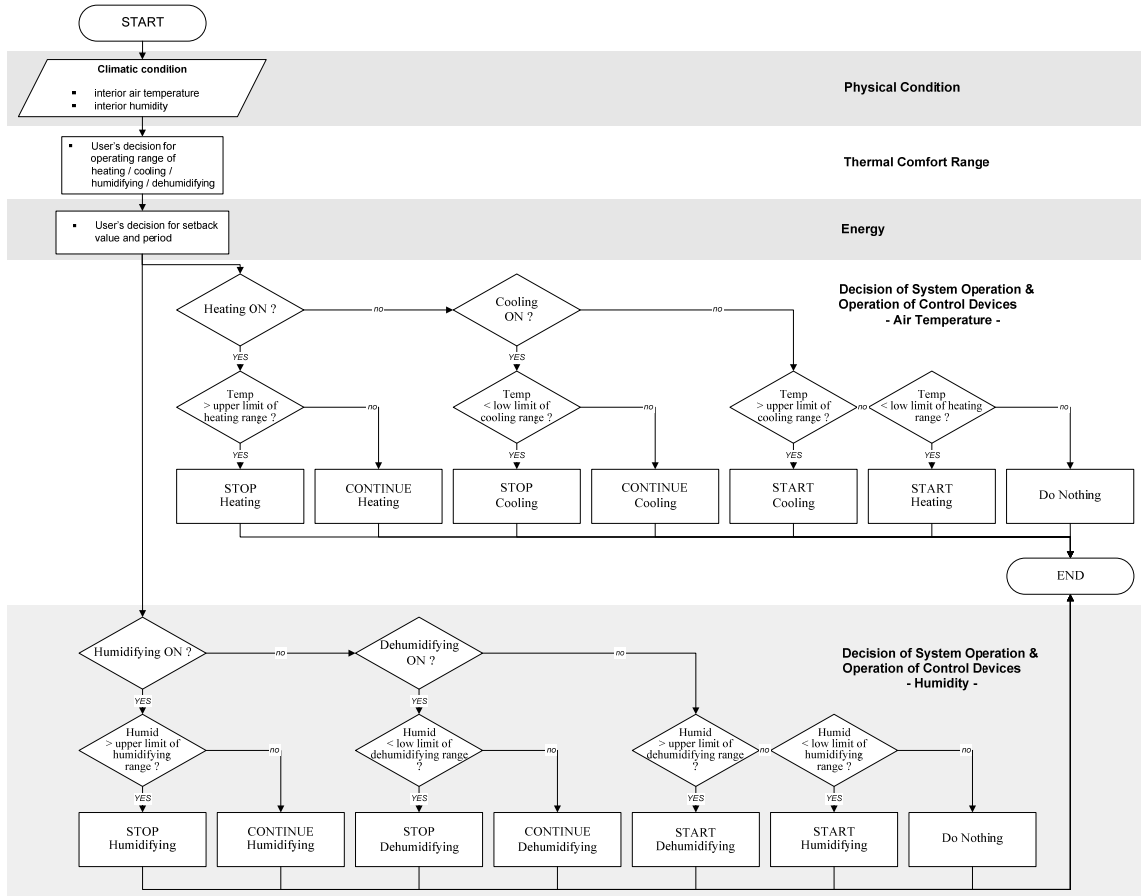 START
Climatic condition
▪ interior air temperature
▪ interior humidity
Physical Condition
▪ User's decision for
operating range of
heating / cooling /
humidifying / dehumidifying
Thermal Comfort Range
▪ User's decision for setback
value and period
Energy
Decision of System Operation &
Operation of Control Devices
- Air Temperature -
Heating ON ?
no
Cooling
ON ?
no
YES
YES
Temp
> upper limit of
heating range ?
no
Temp
< low limit of
cooling range ?
no
Temp
> upper limit of
cooling range ?
no
Temp
< low limit of heating
range ?
no
YES
YES
YES
YES
STOP
Heating
CONTINUE
Heating
STOP
Cooling
CONTINUE
Cooling
START
Cooling
START
Heating
Do Nothing
END
Humidifying ON ?
no
Dehumidifying
ON ?
no
Decision of System Operation &
Operation of Control Devices
- Humidity -
YES
YES
Humid
> upper limit of
humidifying
range ?
no
Humid
< low limit of
dehumidifying range
?
no
Humid
> upper limit of
dehumidifying range
?
no
Humid
< low limit of
humidifying
range ?
no
YES
YES
YES
YES
STOP
Humidifying
CONTINUE
Humidifying
STOP
Dehumidifying
CONTINUE
Dehumidifying
START
Dehumidifying
START
Humidifying
Do Nothing